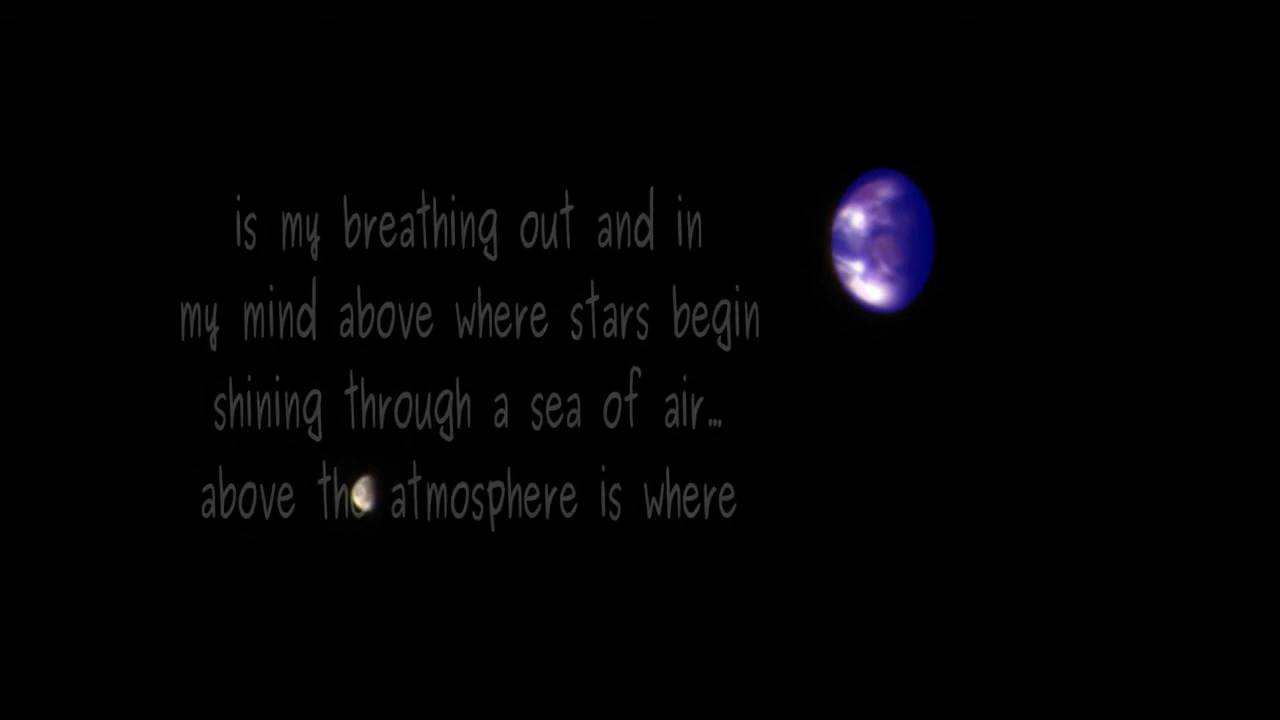 is my breathing out and in
my mind above where stars begin
shining through a sea of air...
above the atmosphere is where